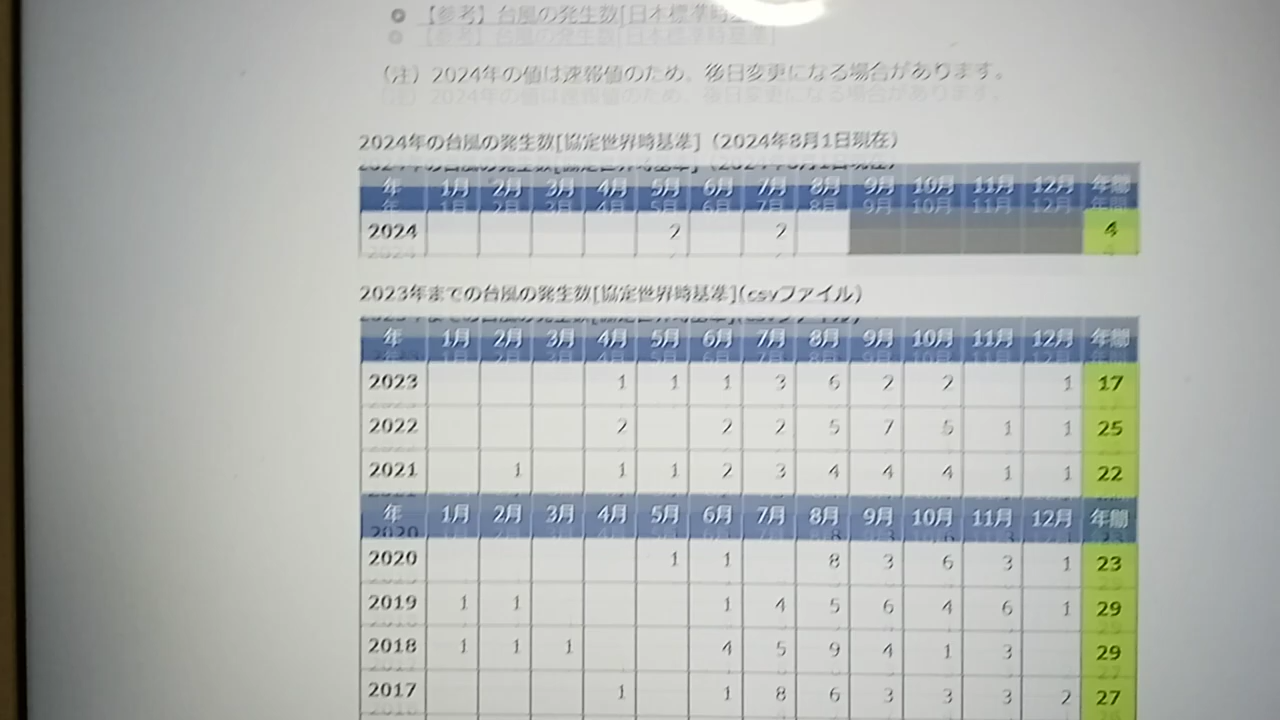 【参考】台風の発生数[日本標準時基
（注）2024年の値は速報値のため、後日変更になる場合があります。
2024年の台風の発生数[協定世界時基準]（2024年8月1日現在）
年 1月 2月 3月 4月 5月 6月 7月 8月 9月 10月 11月 12月 年間
2024 2 2 4
2023年までの台風の発生数[協定世界時基準](csvファイル)
年 1月 2月 3月 4月 5月 6月 7月 8月 9月 10月 11月 12月 年間
2023 1 1 1 3 6 2 2 1 17
2022 2 2 2 5 7 5 1 1 25
2021 1 1 1 2 3 4 4 4 1 1 22
年 1月 2月 3月 4月 5月 6月 7月 8月 9月 10月 11月 12月 年間
2020 1 1 8 3 6 3 1 23
2019 1 1 1 4 5 6 4 6 1 29
2018 1 1 1 4 5 9 4 1 3 29
2017 1 1 8 6 3 3 3 2 27